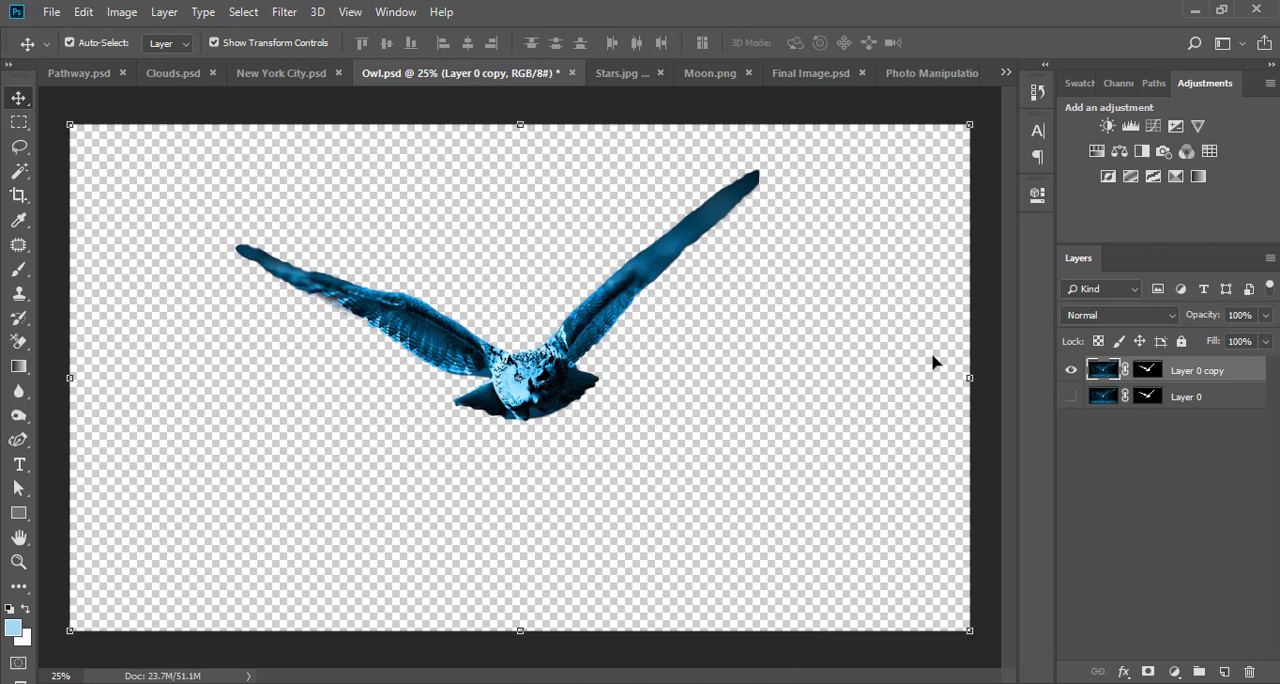 Ps File Edit Image Layer Type Select Filter 3D View Window Help
Auto-Select: Layer Show Transform Controls 3D Mode:
Pathway.psd × Clouds.psd × New York City.psd × Owl.psd @ 25% (Layer 0 copy, RGB/8#) * × Stars.jpg ... × Moon.png × Final Image.psd × Photo Manipulatio
Swatch Chann Paths Adjustments
Add an adjustment
Layers
Kind
Normal Opacity: 100%
Lock: Fill: 100%
Layer 0 copy
Layer 0
25% Doc: 23.7M/51.1M